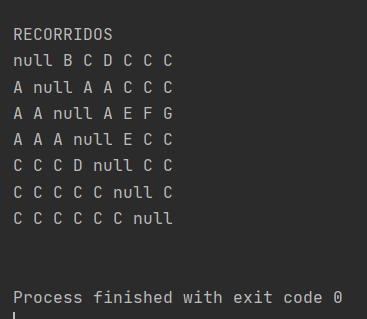 RECORRIDOS
null B C D C C C
A null A A C C C
A A null A E F G
A A A null E C C
C C C D null C C
C C C C C null C
C C C C C C null
Process finished with exit code 0